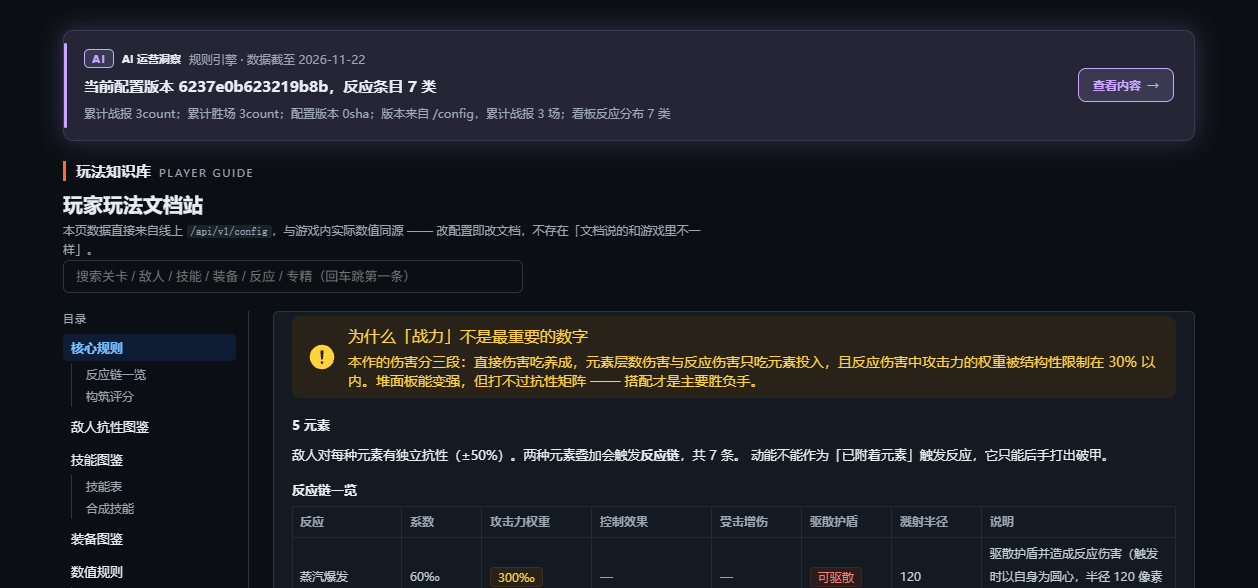 AI AI 运营洞察 规则引擎 · 数据截至 2026-11-22
当前配置版本 6237e0b623219b8b，反应条目 7 类
累计战报 3count；累计胜场 3count；配置版本 0sha；版本来自 /config，累计战报 3 场；看板反应分布 7 类
查看内容 →
玩法知识库 PLAYER GUIDE
玩家玩法文档站
本页数据直接来自线上 /api/v1/config，与游戏内实际数值同源 —— 改配置即改文档，不存在「文档说的和游戏里不一
样」。
搜索关卡 / 敌人 / 技能 / 装备 / 反应 / 专精（回车跳第一条）
目录
核心规则
反应链一览
构筑评分
敌人抗性图鉴
技能图鉴
技能表
合成技能
装备图鉴
数值规则
为什么「战力」不是最重要的数字
本作的伤害分三段：直接伤害吃养成，元素层数伤害与反应伤害只吃元素投入，且反应伤害中攻击力的权重被结构性限制在 30% 以
内。堆面板能变强，但打不过抗性矩阵 —— 搭配才是主要胜负手。
5 元素
敌人对每种元素有独立抗性（±50%）。两种元素叠加会触发反应链，共 7 条。 动能不能作为「已附着元素」触发反应，它只能后手打出破甲。
反应链一览
反应 系数 攻击力权重 控制效果 受击增伤 驱散护盾 溅射半径 说明
蒸汽爆发 60‰ 300‰ — — 可驱散 120
驱散护盾并造成反应伤害（触发
时以自身为圆心，半径 120 像素